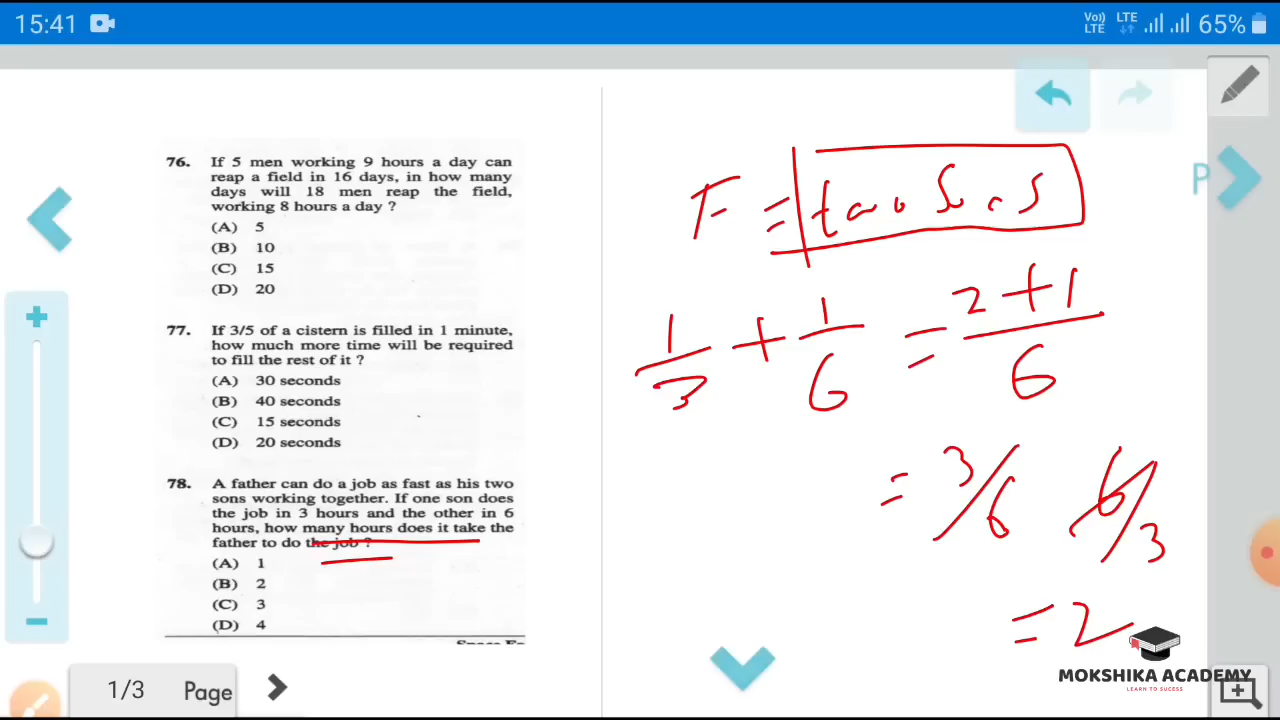 15:41 Vo)) LTE LTE 65%
76. If 5 men working 9 hours a day can
reap a field in 16 days, in how many
days will 18 men reap the field,
working 8 hours a day ?
(A) 5
(B) 10
(C) 15
(D) 20
77. If 3/5 of a cistern is filled in 1 minute,
how much more time will be required
to fill the rest of it ?
(A) 30 seconds
(B) 40 seconds
(C) 15 seconds
(D) 20 seconds
78. A father can do a job as fast as his two
sons working together. If one son does
the job in 3 hours and the other in 6
hours, how many hours does it take the
father to do the job ?
(A) 1
(B) 2
(C) 3
(D) 4
1/3 Page
P
F = two Sons
1/3 + 1/6 = 2+1/6
= 3/6 6/3
= 2
MOKSHIKA ACADEMY
LEARN TO SUCESS